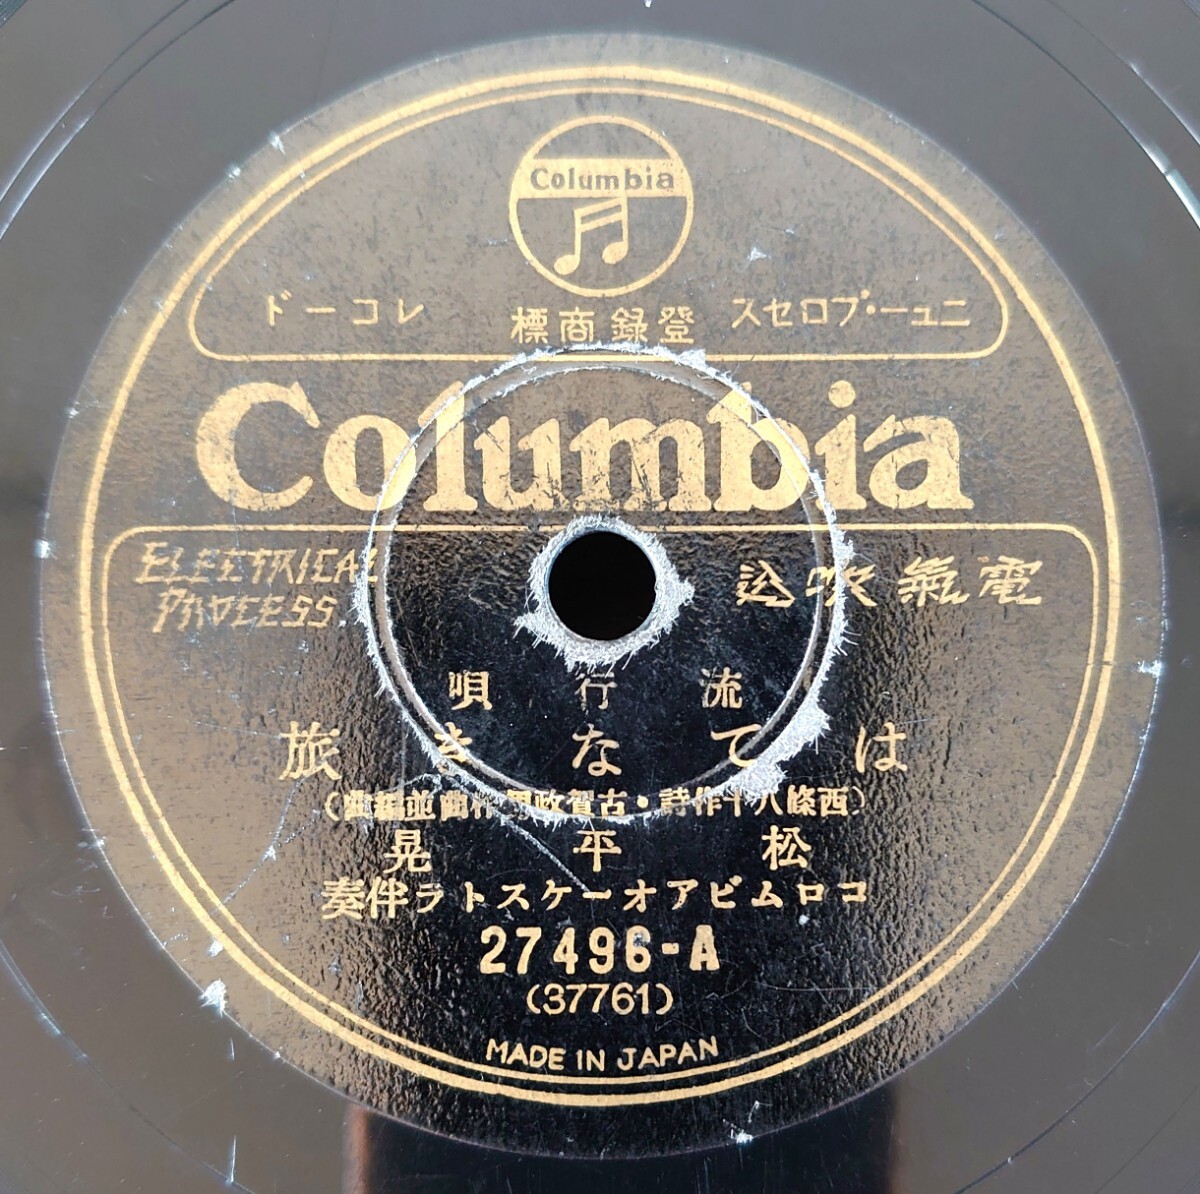 Columbia
ニュー・プロセス 登録商標 レコード
Columbia
ELECTRICAL
PROCESS.
電氣吹込
流行唄
はてなき旅
(西條八十作詩・古賀政男作曲並編曲)
松平晃
コロムビアオーケストラ伴奏
27496-A
(37761)
MADE IN JAPAN